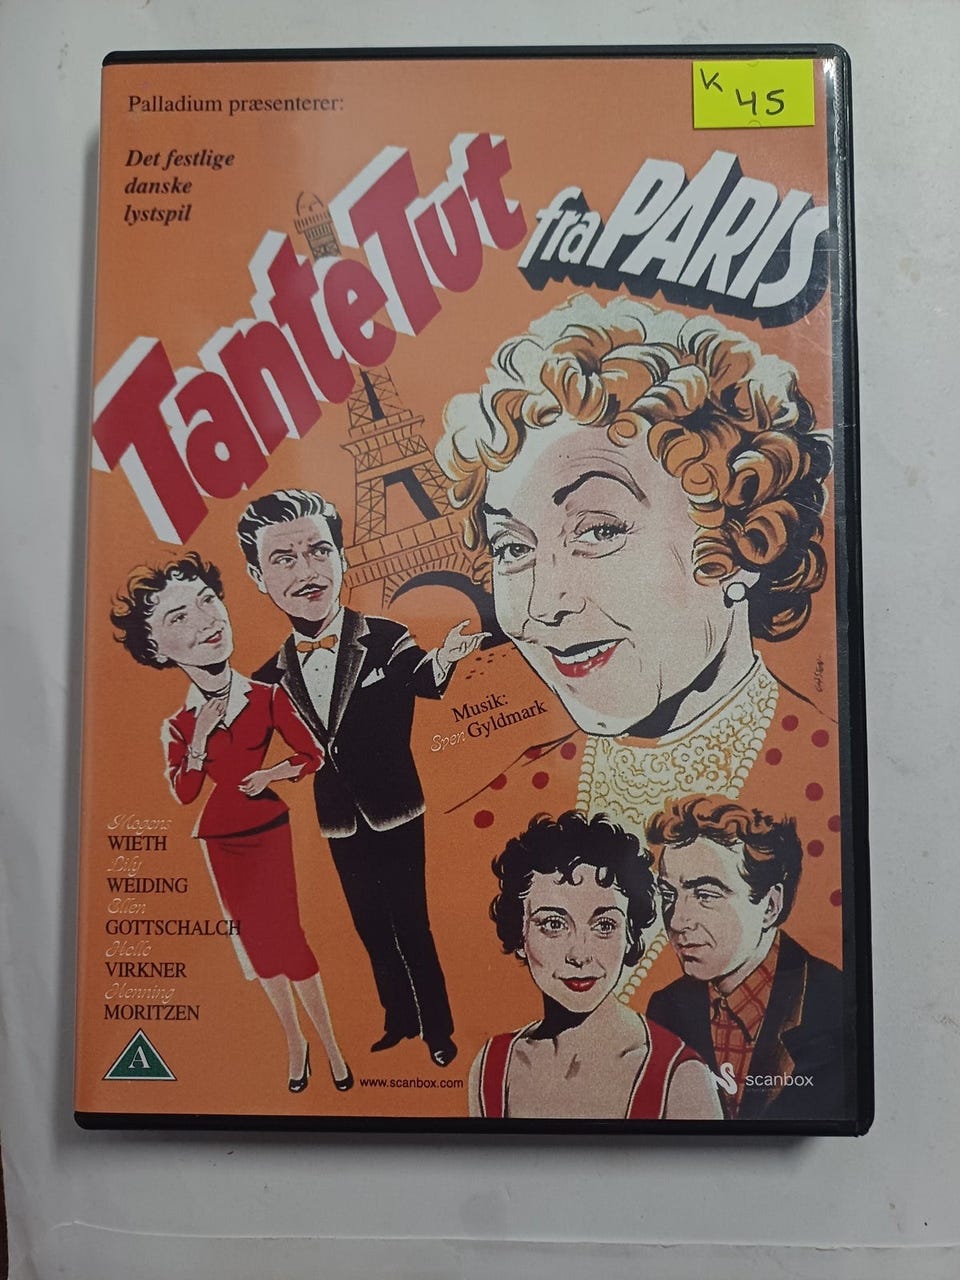 Palladium præsenterer:
K 45
Det festlige
danske
lystspil
Tante Tut fra PARIS
Musik:
Sven Gyldmark
Mogens
WIETH
Lily
WEIDING
Ellen
GOTTSCHALCH
Helle
VIRKNER
Henning
MORITZEN
A
www.scanbox.com
scanbox